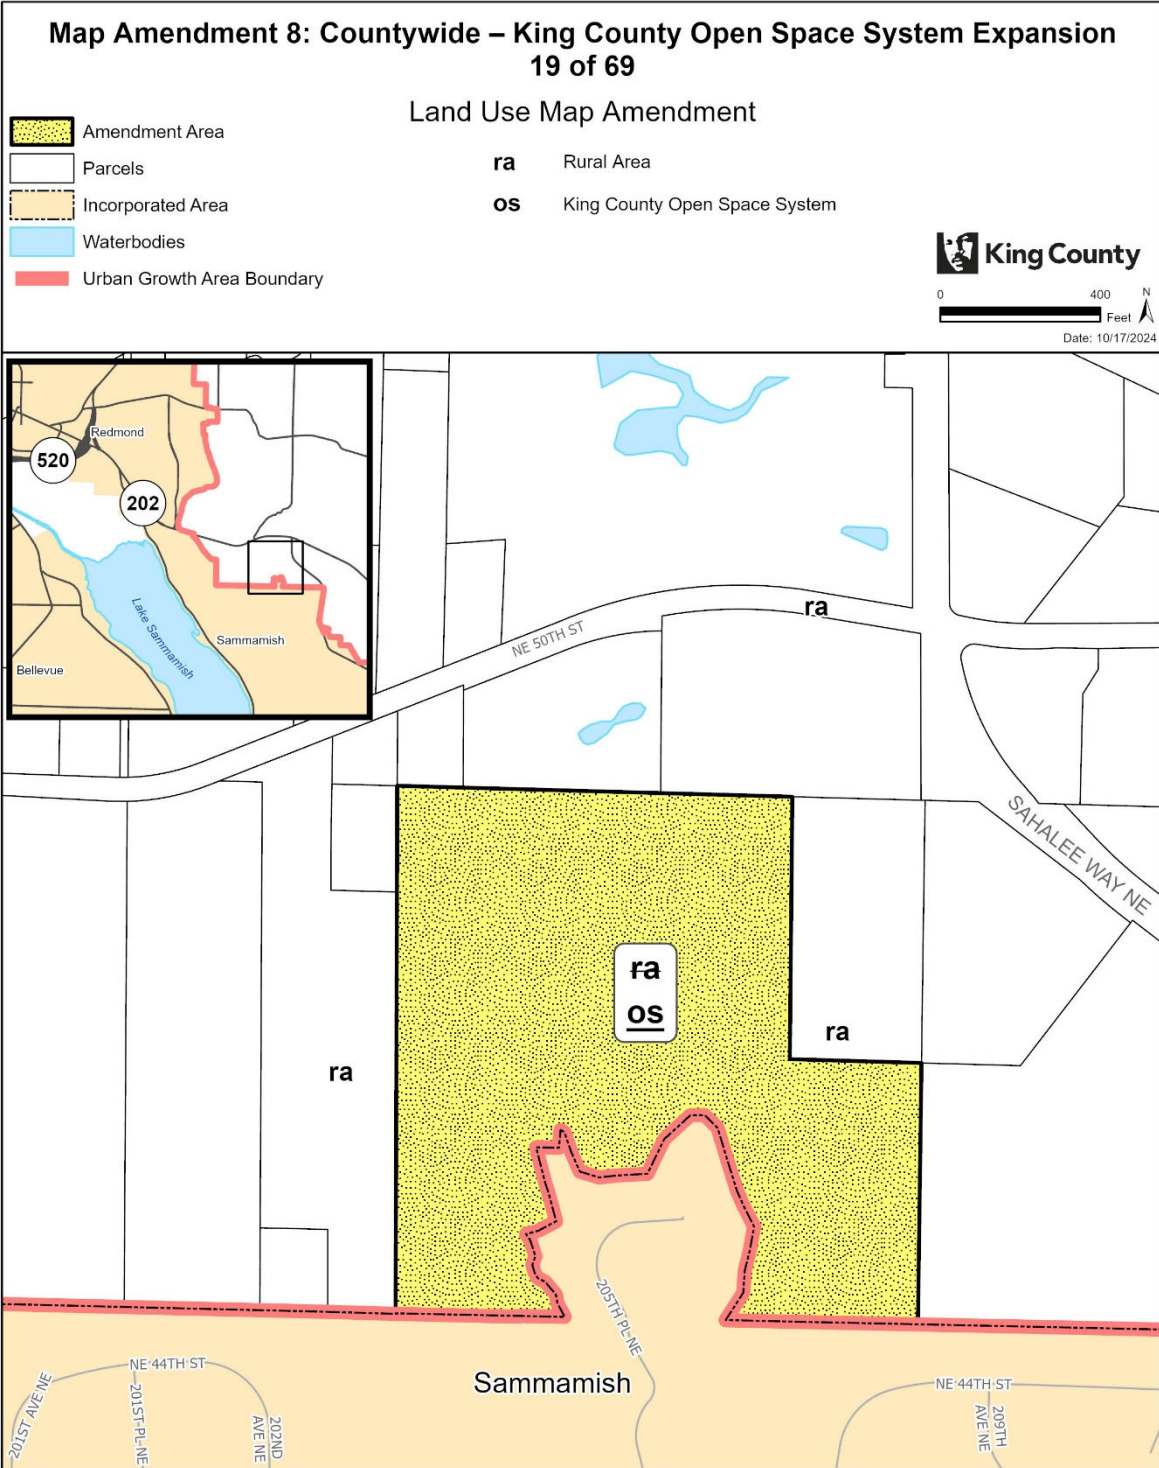 Map Amendment 8: Countywide – King County Open Space System Expansion
19 of 69
Land Use Map Amendment
Amendment Area
Parcels
Incorporated Area
Waterbodies
Urban Growth Area Boundary
ra Rural Area
os King County Open Space System
King County
0 400
Feet
N
Date: 10/17/2024
Redmond
520
202
Lake Sammamish
Sammamish
Bellevue
NE 50TH ST
ra
SAHALEE WAY NE
ra
os
ra
ra
205TH PL NE
Sammamish
NE 44TH ST
201ST AVE NE
201ST PL NE
202ND
AVE NE
NE 44TH ST
209TH
AVE NE